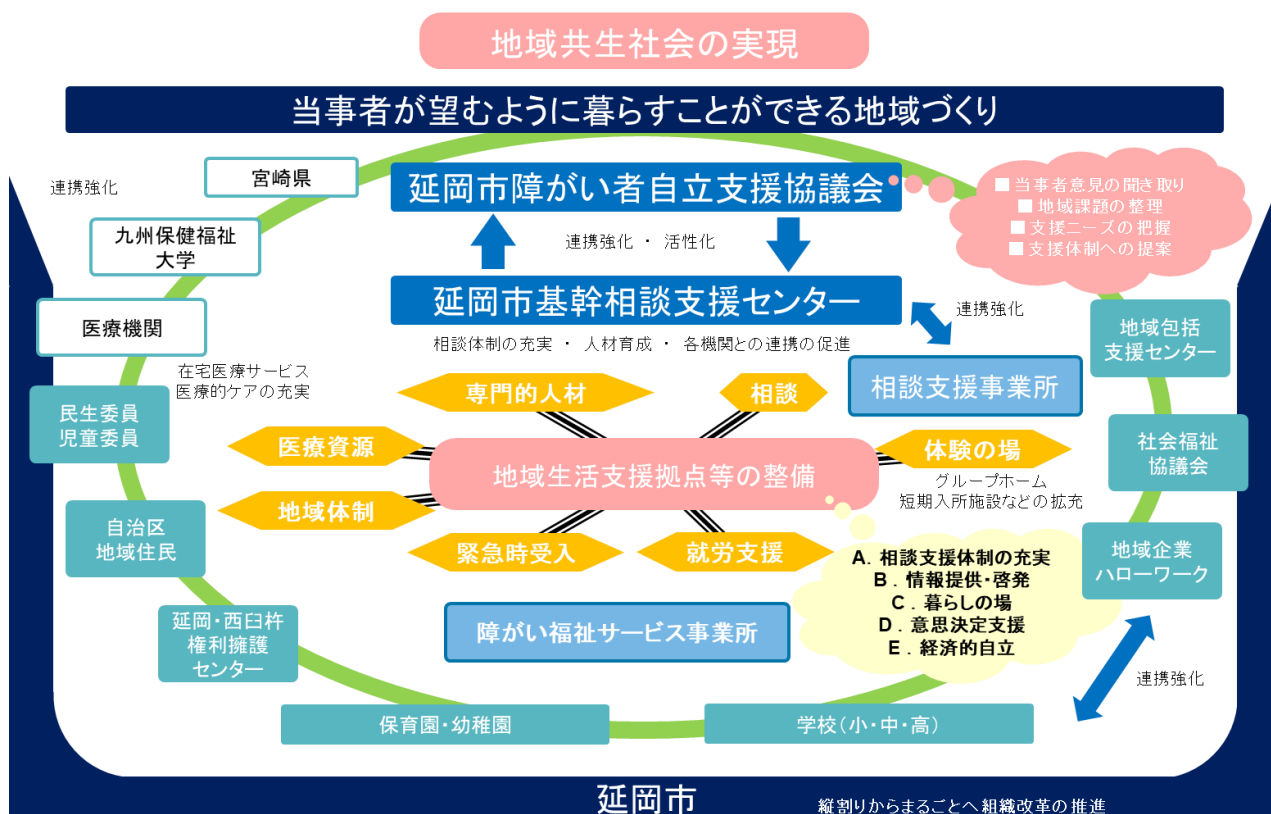 地域共生社会の実現
当事者が望むように暮らすことができる地域づくり
連携強化
宮崎県
九州保健福祉
大学
医療機関
在宅医療サービス
医療的ケアの充実
延岡市障がい者自立支援協議会
連携強化 ・ 活性化
延岡市基幹相談支援センター
相談体制の充実 ・ 人材育成 ・ 各機関との連携の促進
■当事者意見の聞き取り
■地域課題の整理
■支援ニーズの把握
■支援体制への提案
連携強化
相談支援事業所
地域包括
支援センター
社会福祉
協議会
地域企業
ハローワーク
民生委員
児童委員
自治区
地域住民
延岡・西臼杵
権利擁護
センター
専門的人材
相談
医療資源
体験の場
グループホーム
短期入所施設などの拡充
地域生活支援拠点等の整備
地域体制
緊急時受入
就労支援
A．相談支援体制の充実
B．情報提供・啓発
C．暮らしの場
D．意思決定支援
E．経済的自立
障がい福祉サービス事業所
連携強化
保育園・幼稚園
学校（小・中・高）
延岡市
縦割りからまるごとへ組織改革の推進